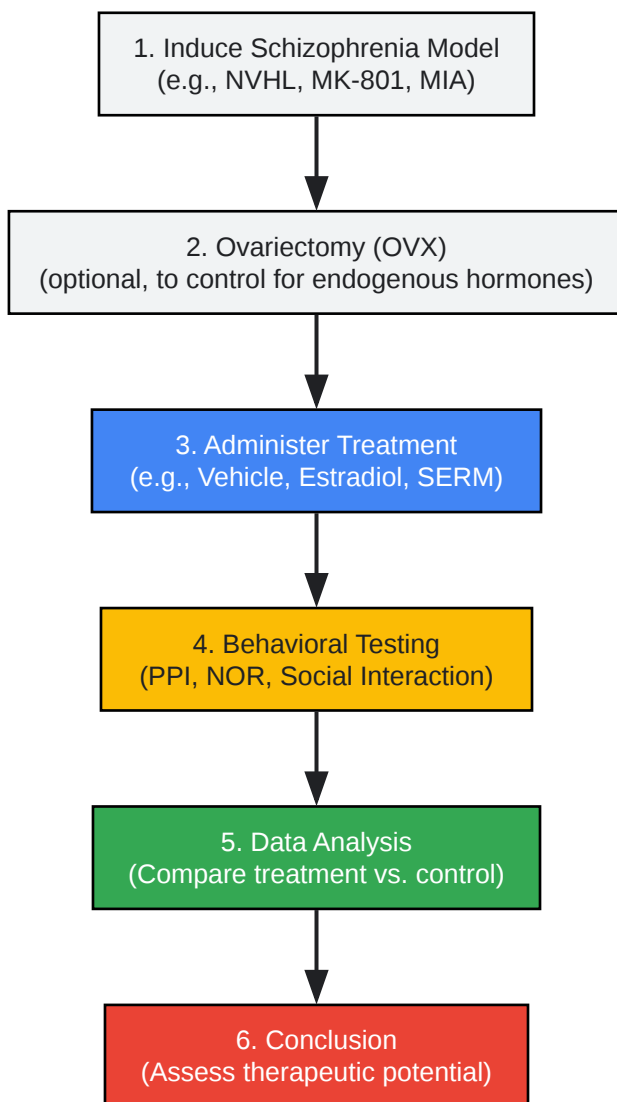 1. Induce Schizophrenia Model
(e.g., NVHL, MK-801, MIA)
2. Ovariectomy (OVX)
(optional, to control for endogenous hormones)
3. Administer Treatment
(e.g., Vehicle, Estradiol, SERM)
4. Behavioral Testing
(PPI, NOR, Social Interaction)
5. Data Analysis
(Compare treatment vs. control)
6. Conclusion
(Assess therapeutic potential)